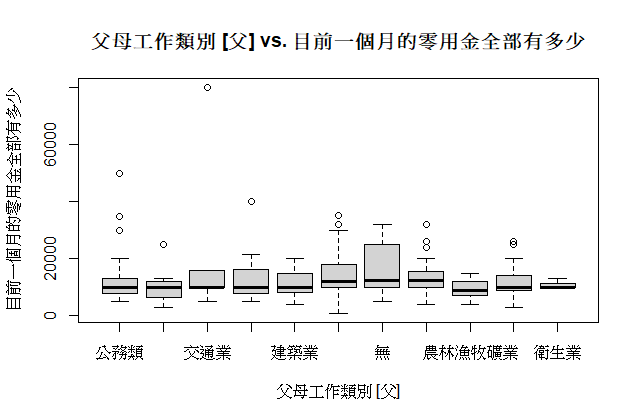 父母工作類別 [父] vs. 目前一個月的零用金全部有多少
目前一個月的零用金全部有多少
60000
20000
0
公務類 交通業 建築業 無 農林漁牧礦業 衛生業
父母工作類別 [父]